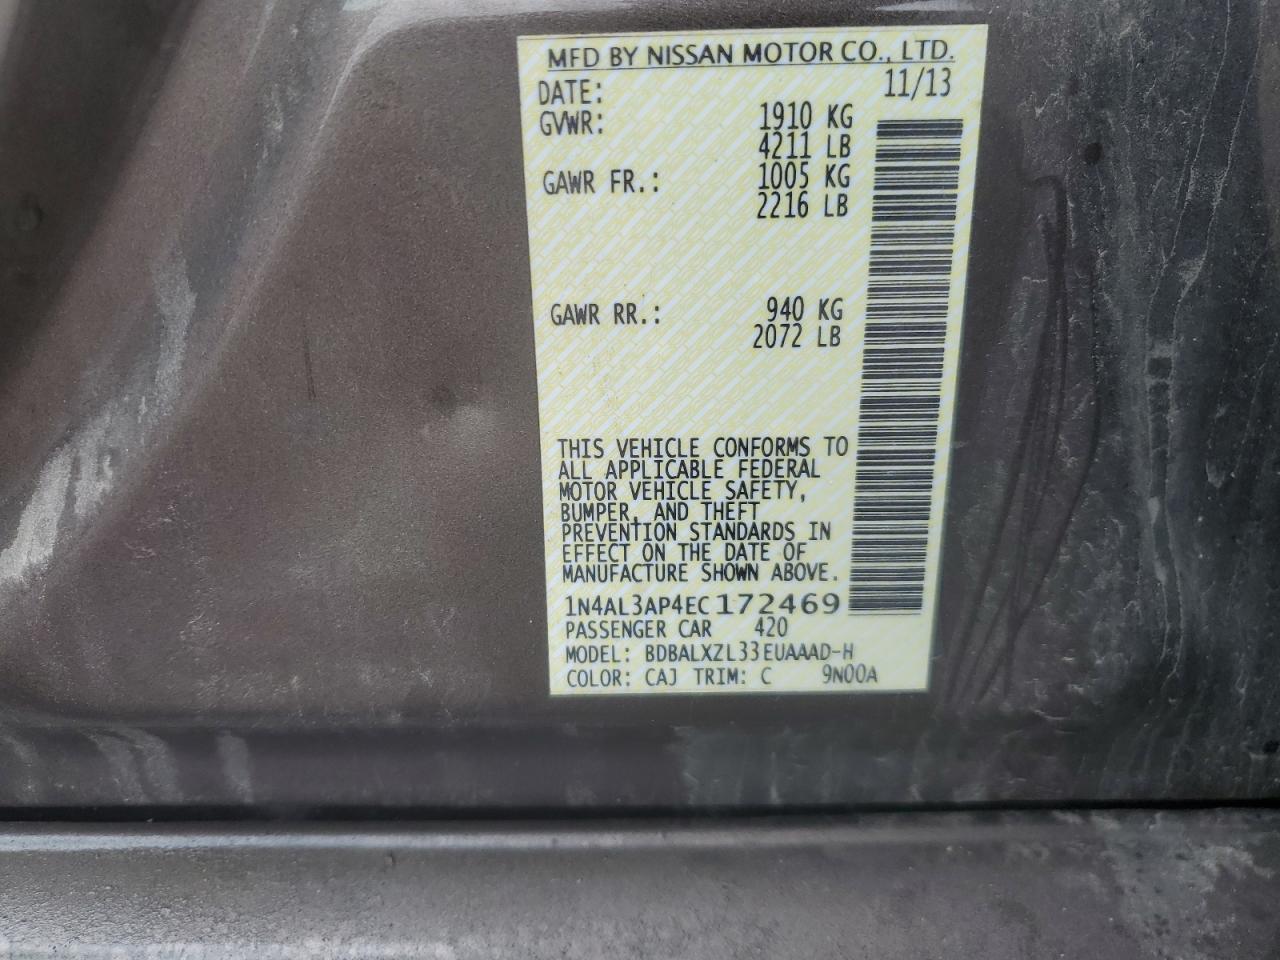 MFD BY NISSAN MOTOR CO., LTD.
DATE: 11/13
GVWR: 1910 KG
4211 LB
GAWR FR.: 1005 KG
2216 LB
GAWR RR.: 940 KG
2072 LB
THIS VEHICLE CONFORMS TO
ALL APPLICABLE FEDERAL
MOTOR VEHICLE SAFETY,
BUMPER, AND THEFT
PREVENTION STANDARDS IN
EFFECT ON THE DATE OF
MANUFACTURE SHOWN ABOVE.
1N4AL3AP4EC172469
PASSENGER CAR 420
MODEL: BDBALXZL33EUAAAD-H
COLOR: CAJ TRIM: C 9N00A